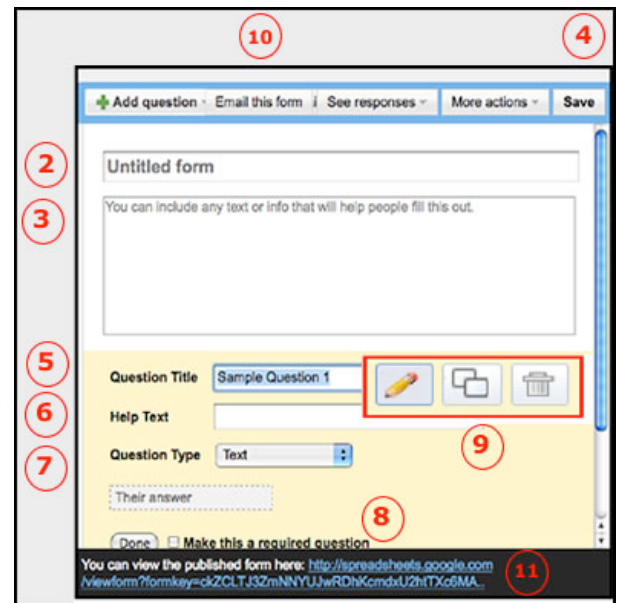 10
4
Add question Email this form See responses More actions Save
2
Untitled form
3
You can include any text or info that will help people fill this out.
5
Question Title Sample Question 1
6
Help Text
9
7
Question Type Text
Their answer
8
Done Make this a required question
You can view the published form here: http://spreadsheets.google.com
/viewform?formkey=ckZCLTJ3ZmNNYUJwRDhKcmdxU2htTXc6MA..
11